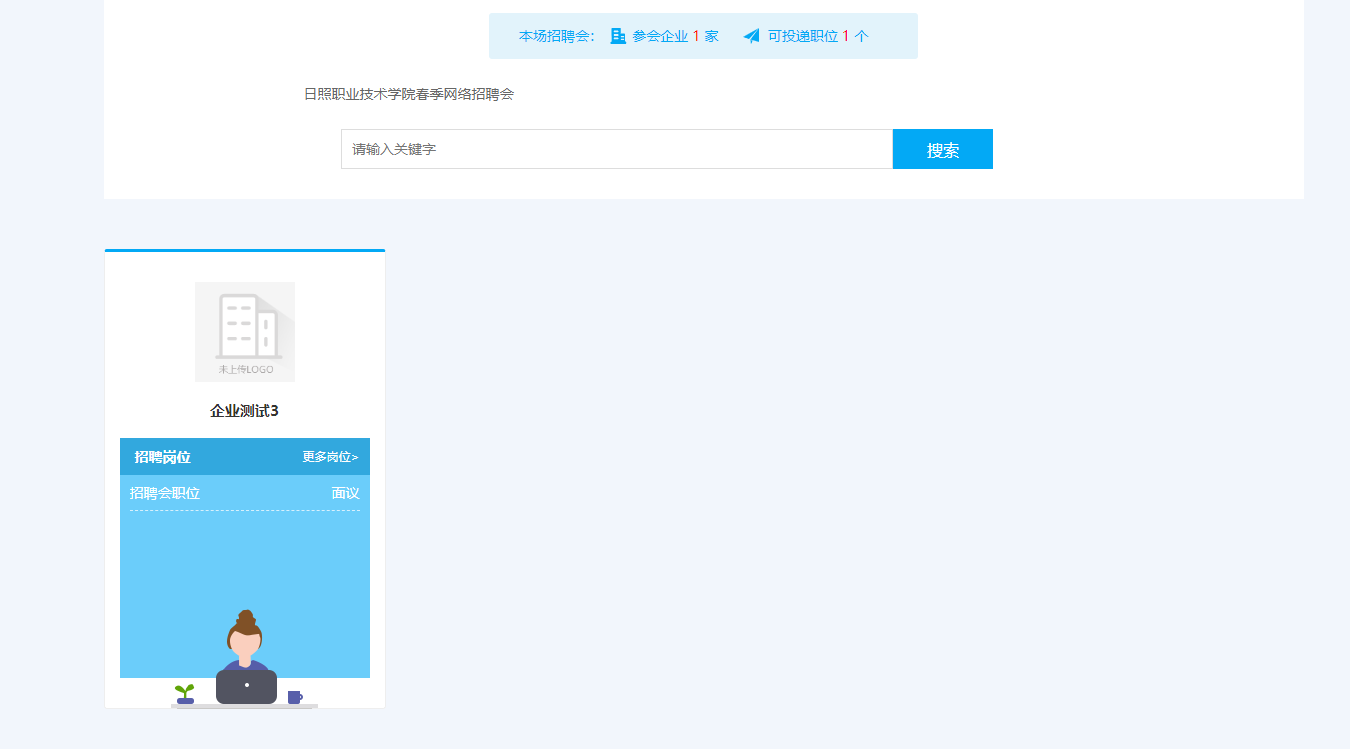 本场招聘会： 参会企业 1 家 可投递职位 1 个
日照职业技术学院春季网络招聘会
请输入关键字 搜索
未上传LOGO
企业测试3
招聘岗位 更多岗位>
招聘会职位 面议